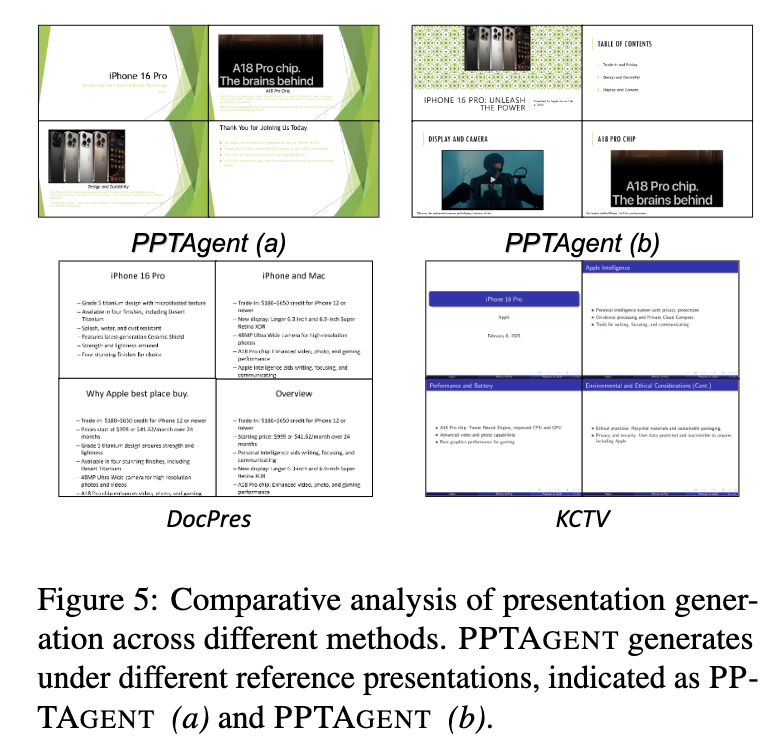 iPhone 16 Pro
A18 Pro chip.
The brains behind
A18 Pro Chip
Design and Durability
Thank You for Joining Us Today
PPTAgent (a)
IPHONE 16 PRO: UNLEASH
THE POWER
TABLE OF CONTENTS
Trade-in and Pricing
Design and Durability
Display and Camera
DISPLAY AND CAMERA
A18 PRO CHIP
A18 Pro chip.
The brains behind
PPTAgent (b)
iPhone 16 Pro
– Grade 5 titanium design with microblasted texture
– Available in four finishes, including Desert
Titanium
– Splash, water, and dust resistant
– Features latest-generation Ceramic Shield
– Strength and lightness ensured
– Four stunning finishes for choice
iPhone and Mac
– Trade-In: $180–$650 credit for iPhone 12 or
newer
– New display: Larger 6.3-inch and 6.9-inch Super
Retina XDR
– 48MP Ultra Wide camera for high-resolution
photos
– A18 Pro chip: Enhanced video, photo, and gaming
performance
– Apple Intelligence aids writing, focusing, and
communicating
Why Apple best place buy.
– Trade-In: $180–$650 credit for iPhone 12 or newer
– Prices start at $999 or $41.62/month over 24
months
– Grade 5 titanium design ensures strength and
lightness
– Available in four stunning finishes, including
Desert Titanium
– 48MP Ultra Wide camera for high resolution
photos and videos
– A18 Pro chip enhances video, photo, and gaming
Overview
– Trade-In: $180–$650 credit for iPhone 12 or
newer
– Starting price: $999 or $41.62/month over 24
months
– Personal Intelligence aids writing, focusing, and
communicating
– New display: Larger 6.3-inch and 6.9-inch Super
Retina XDR
– A18 Pro chip: Enhanced video, photo, and gaming
performance
DocPres
iPhone 16 Pro
Apple
February 6, 2025
Apple Intelligence
Personal intelligence system with privacy protections
On-device processing and Private Cloud Compute
Tools for writing, focusing, and communicating
Performance and Battery
A18 Pro chip: Faster Neural Engine, improved CPU and GPU
Advanced video and photo capabilities
Best graphics performance for gaming
Environmental and Ethical Considerations (Cont.)
Ethical practices: Recycled materials and sustainable packaging
Privacy and security: User data protected and inaccessible to anyone,
including Apple
KCTV
Figure 5: Comparative analysis of presentation gener-
ation across different methods. PPTAGENT generates
under different reference presentations, indicated as PP-
TAGENT (a) and PPTAGENT (b).